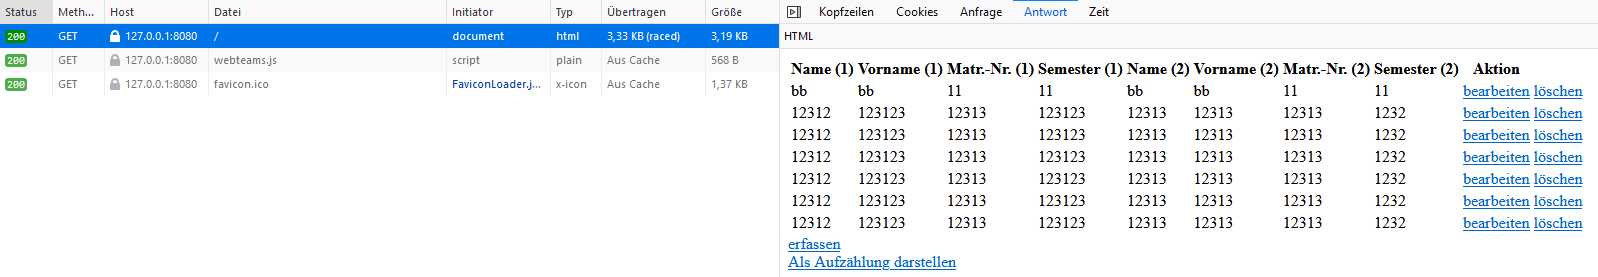 Status Meth... Host Datei Initiator Typ Übertragen Größe
200 GET 127.0.0.1:8080 / document html 3,33 KB (raced) 3,19 KB
200 GET 127.0.0.1:8080 webteams.js script plain Aus Cache 568 B
200 GET 127.0.0.1:8080 favicon.ico FaviconLoader.j... x-icon Aus Cache 1,37 KB
Kopfzeilen Cookies Anfrage Antwort Zeit
HTML
Name (1) Vorname (1) Matr.-Nr. (1) Semester (1) Name (2) Vorname (2) Matr.-Nr. (2) Semester (2) Aktion
bb bb 11 11 bb bb 11 11 bearbeiten löschen
12312 123123 12313 123123 12313 12313 12313 1232 bearbeiten löschen
12312 123123 12313 123123 12313 12313 12313 1232 bearbeiten löschen
12312 123123 12313 123123 12313 12313 12313 1232 bearbeiten löschen
12312 123123 12313 123123 12313 12313 12313 1232 bearbeiten löschen
12312 123123 12313 123123 12313 12313 12313 1232 bearbeiten löschen
12312 123123 12313 123123 12313 12313 12313 1232 bearbeiten löschen
erfassen
Als Aufzählung darstellen